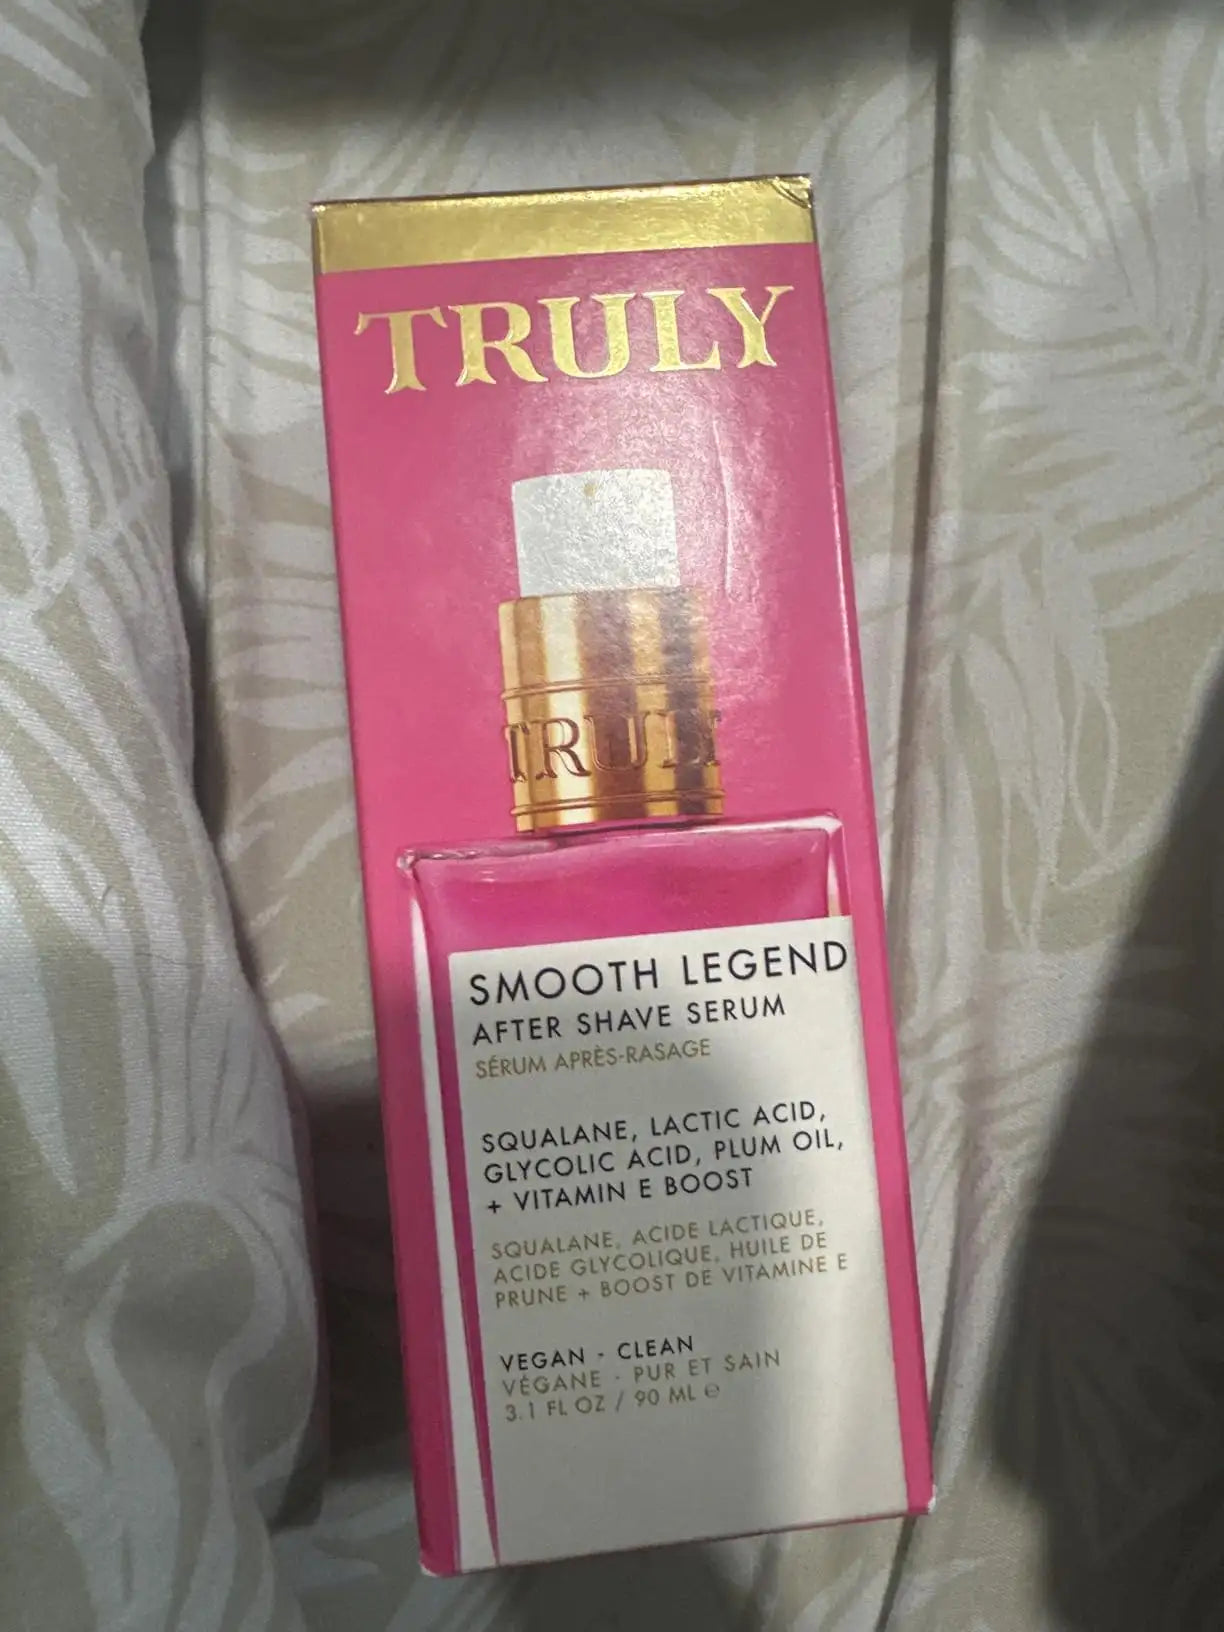 TRULY
TRULY
SMOOTH LEGEND
AFTER SHAVE SERUM
SÉRUM APRÈS-RASAGE
SQUALANE, LACTIC ACID,
GLYCOLIC ACID, PLUM OIL,
+ VITAMIN E BOOST
SQUALANE, ACIDE LACTIQUE,
ACIDE GLYCOLIQUE, HUILE DE
PRUNE + BOOST DE VITAMINE E
VEGAN - CLEAN
VÉGANE - PUR ET SAIN
3.1 FL OZ / 90 ML ℮